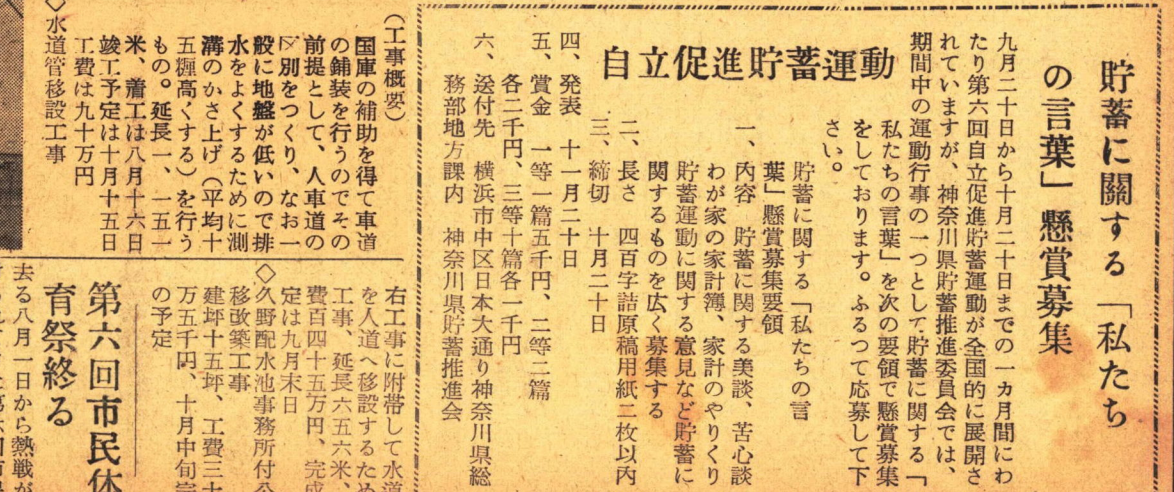 貯蓄に關する「私たち
の言葉」懸賞募集
九月二十日から十月二十日までの一カ月間にわ
たり第六回自立促進貯蓄運動が全国的に展開さ
れていますが、神奈川県貯蓄推進委員会では、
期間中の運動行事の一つとして貯蓄に関する「
私たちの言葉」を次の要領で懸賞募集
をしております。ふるつて応募して下
さい。
自立促進貯蓄運動
貯蓄に関する「私たちの言
葉」懸賞募集要領
一、内容 貯蓄に関する美談、苦心談
わが家の家計簿、家計のやりくり
貯蓄運動に関する意見など貯蓄に
関するものを広く募集する
二、長さ 四百字詰原稿用紙二枚以内
三、締切 十月二十日
四、発表 十一月二十日
五、賞金 一等一篇五千円、二等二篇
各二千円、三等十篇各一千円
六、送付先 横浜市中区日本大通り神奈川県総
務部地方課内 神奈川県貯蓄推進会
（工事概要）
国庫の補助を得て車道
の舗装を行うのでその
前提として、人車道の
区別をつくり、なお一
般に地盤が低いので排
水をよくするために測
溝のかさ上げ（平均十
五糎高くする）を行う
もの。延長一、一五一
米、着工は八月十六日
竣工予定は十月十五日
工費は九十万円
◇水道管移設工事
右工事に附帯して水道
を人道へ移設するため
工事、延長六五六米、
費百四十五万円、完成
定は九月末日
◇久野配水池事務所付公
移改築工事
建坪十五坪、工費三十
万五千円、十月中旬完
の予定
第六回市民体
育祭終る
去る八月一日から熱戦が